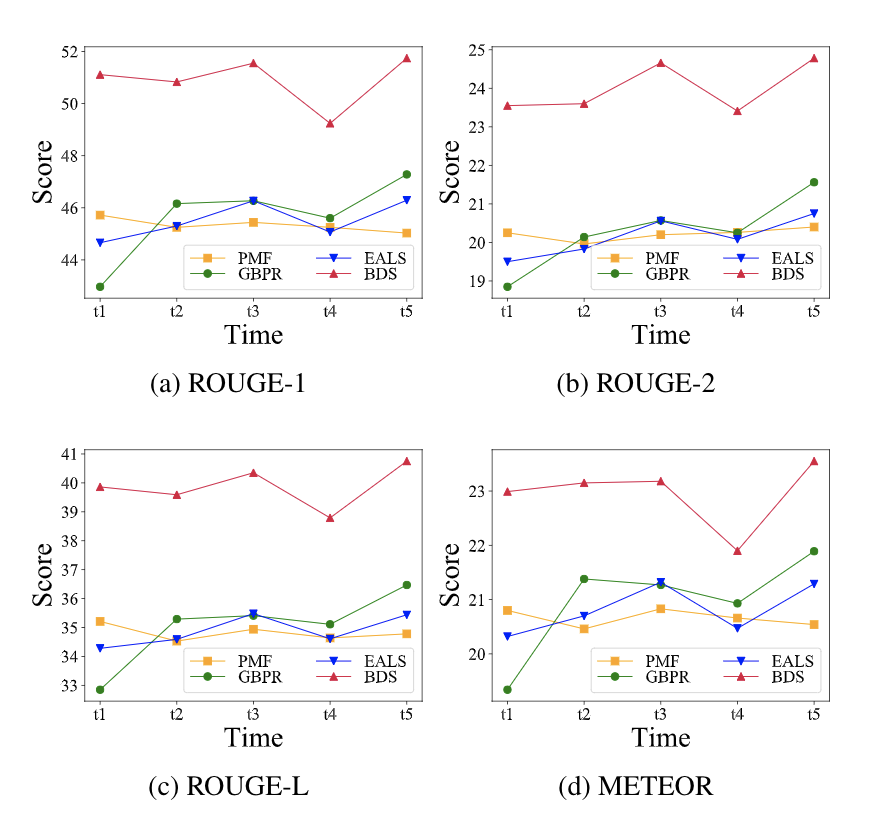 52
50
48
46
44
Score
t1 t2 t3 t4 t5
Time
PMF EALS
GBPR BDS
(a) ROUGE-1
25
24
23
22
21
20
19
Score
t1 t2 t3 t4 t5
Time
PMF EALS
GBPR BDS
(b) ROUGE-2
41
40
39
38
37
36
35
34
33
Score
t1 t2 t3 t4 t5
Time
PMF EALS
GBPR BDS
(c) ROUGE-L
23
22
21
20
Score
t1 t2 t3 t4 t5
Time
PMF EALS
GBPR BDS
(d) METEOR